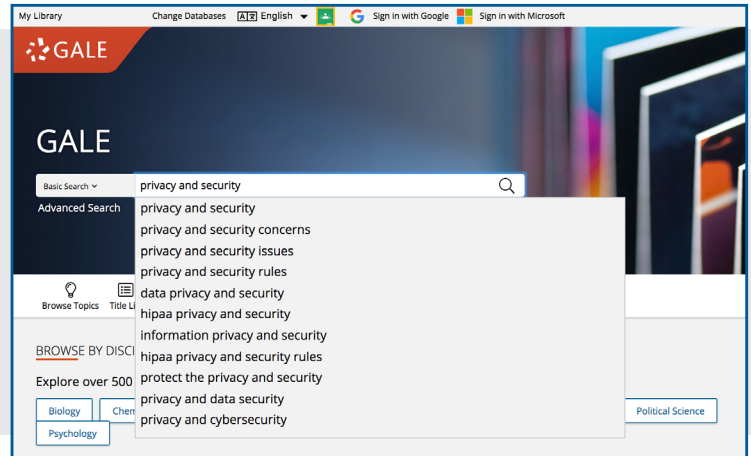 My Library Change Databases English Sign in with Google Sign in with Microsoft
GALE
GALE
Basic Search privacy and security
Advanced Search
privacy and security
privacy and security concerns
privacy and security issues
privacy and security rules
data privacy and security
hipaa privacy and security
information privacy and security
hipaa privacy and security rules
protect the privacy and security
privacy and data security
privacy and cybersecurity
Browse Topics Title Li
BROWSE BY DISCI
Explore over 500
Biology Chem Political Science
Psychology